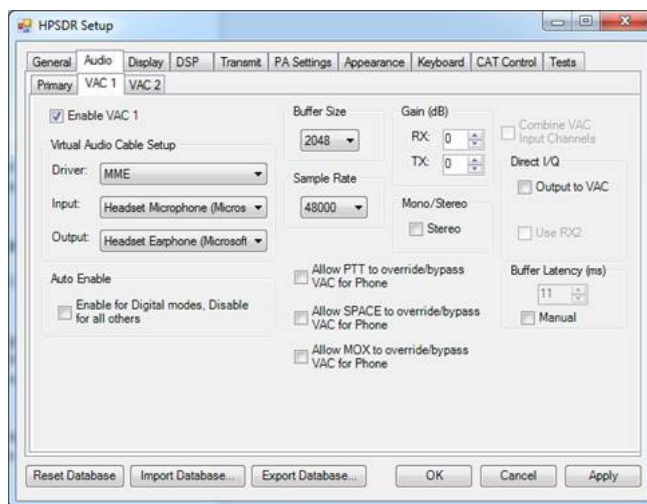 HPSDR Setup
General Audio Display DSP Transmit PA Settings Appearance Keyboard CAT Control Tests
Primary VAC 1 VAC 2
Enable VAC 1
Virtual Audio Cable Setup
Driver: MME
Input: Headset Microphone (Micros
Output: Headset Earphone (Microsoft
Auto Enable
Enable for Digital modes, Disable
for all others
Buffer Size
2048
Sample Rate
48000
Gain (dB)
RX: 0
TX: 0
Mono/Stereo
Stereo
Allow PTT to override/bypass
VAC for Phone
Allow SPACE to override/bypass
VAC for Phone
Allow MOX to override/bypass
VAC for Phone
Combine VAC
Input Channels
Direct I/Q
Output to VAC
Use RX2
Buffer Latency (ms)
11
Manual
Reset Database Import Database... Export Database... OK Cancel Apply